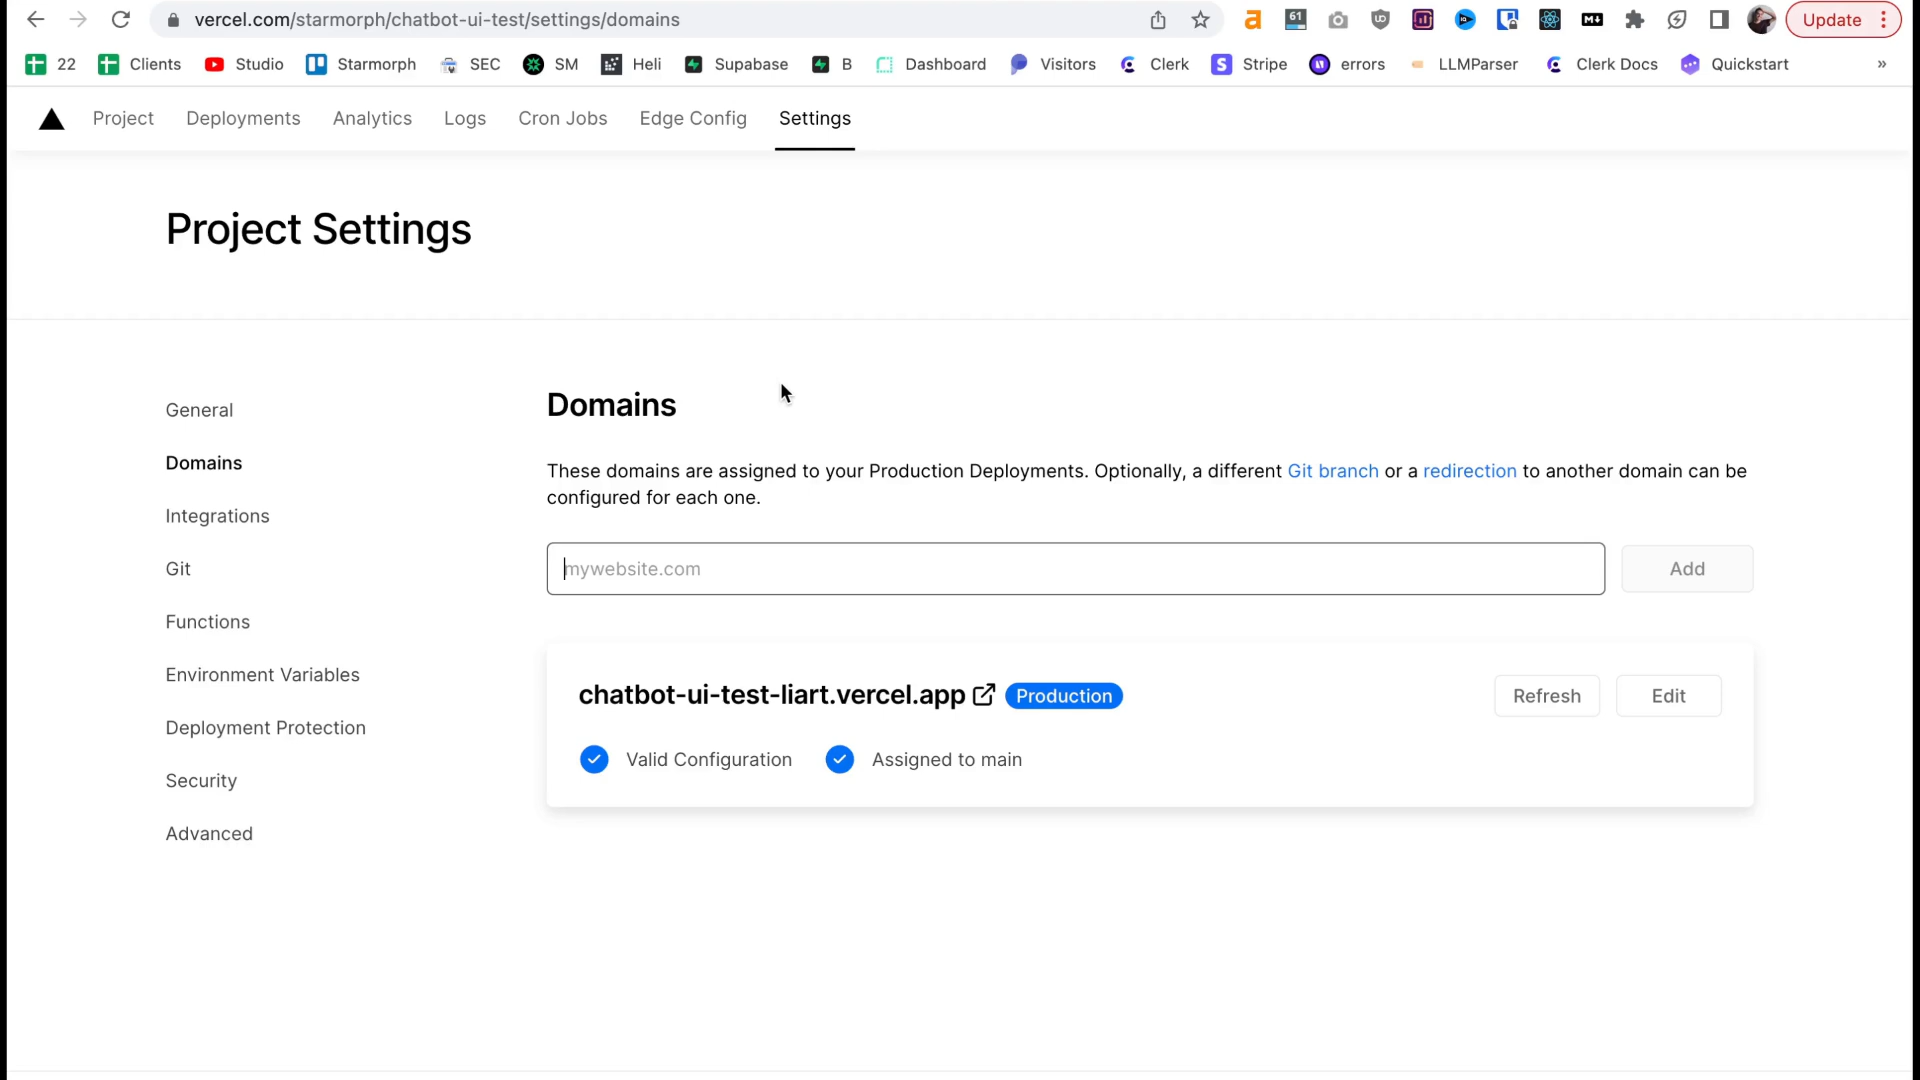 vercel.com/starmorph/chatbot-ui-test/settings/domains
61
Update
22 Clients Studio Starmorph SEC SM Heli Supabase B Dashboard Visitors Clerk Stripe errors LLMParser Clerk Docs Quickstart »
Project Deployments Analytics Logs Cron Jobs Edge Config Settings
Project Settings
General
Domains
Integrations
Git
Functions
Environment Variables
Deployment Protection
Security
Advanced
Domains
These domains are assigned to your Production Deployments. Optionally, a different Git branch or a redirection to another domain can be
configured for each one.
mywebsite.com
Add
chatbot-ui-test-liart.vercel.app Production
Refresh Edit
Valid Configuration Assigned to main